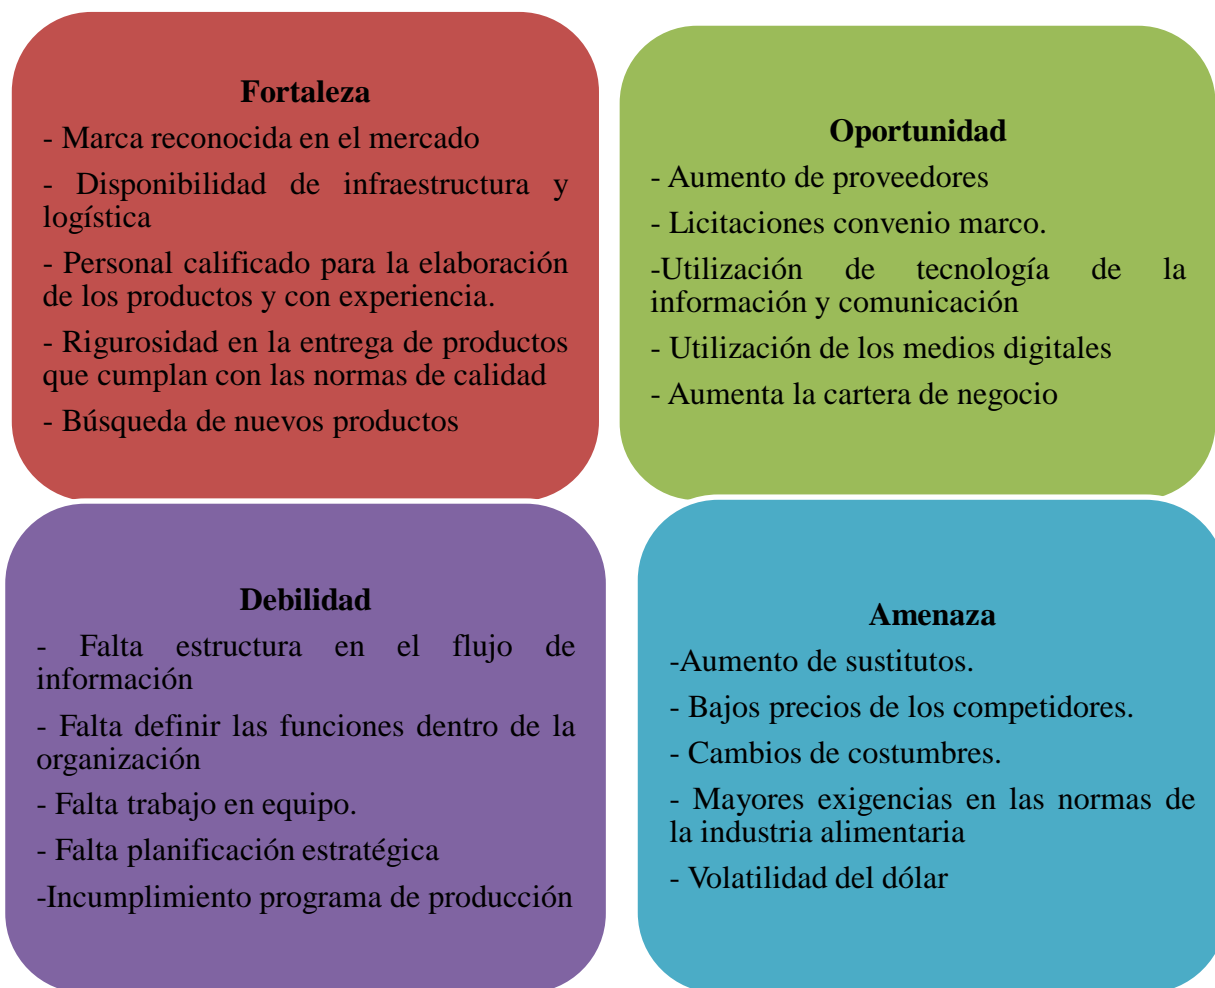 Fortaleza
- Marca reconocida en el mercado
- Disponibilidad de infraestructura y
logística
- Personal calificado para la elaboración
de los productos y con experiencia.
- Rigurosidad en la entrega de productos
que cumplan con las normas de calidad
- Búsqueda de nuevos productos
Oportunidad
- Aumento de proveedores
- Licitaciones convenio marco.
-Utilización de tecnología de la
información y comunicación
- Utilización de los medios digitales
- Aumenta la cartera de negocio
Debilidad
- Falta estructura en el flujo de
información
- Falta definir las funciones dentro de la
organización
- Falta trabajo en equipo.
- Falta planificación estratégica
-Incumplimiento programa de producción
Amenaza
-Aumento de sustitutos.
- Bajos precios de los competidores.
- Cambios de costumbres.
- Mayores exigencias en las normas de
la industria alimentaria
- Volatilidad del dólar